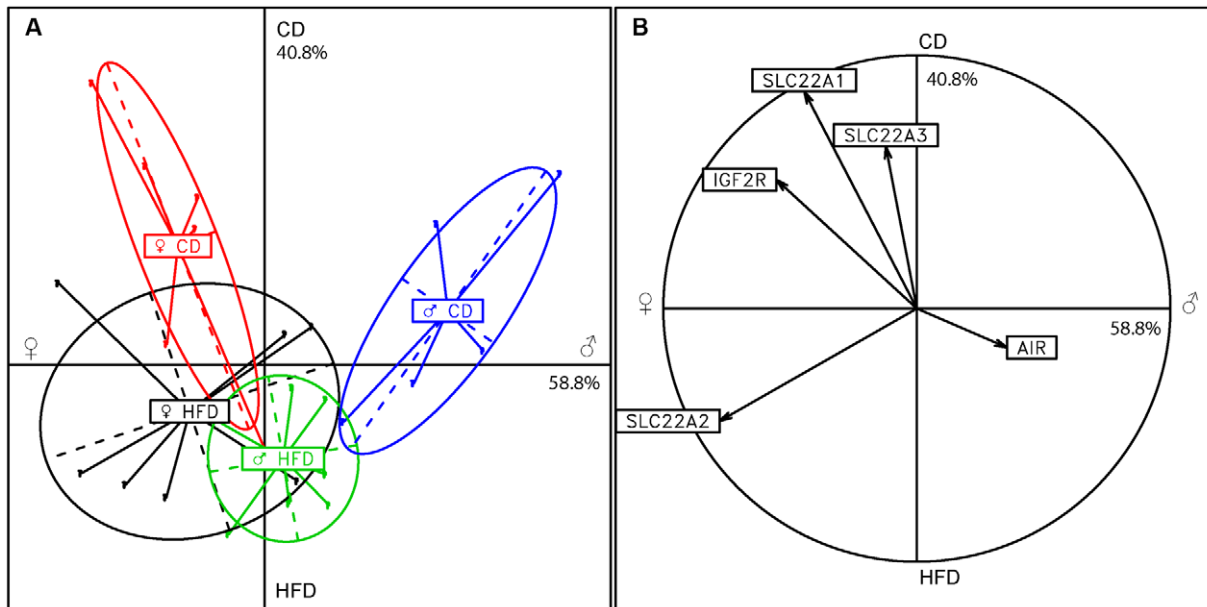 A
CD
40.8%
♀ CD
♂ CD
♀
♂
58.8%
♀ HFD
♂ HFD
HFD
B
CD
40.8%
SLC22A1
SLC22A3
IGF2R
♀
♂
58.8%
AIR
SLC22A2
HFD